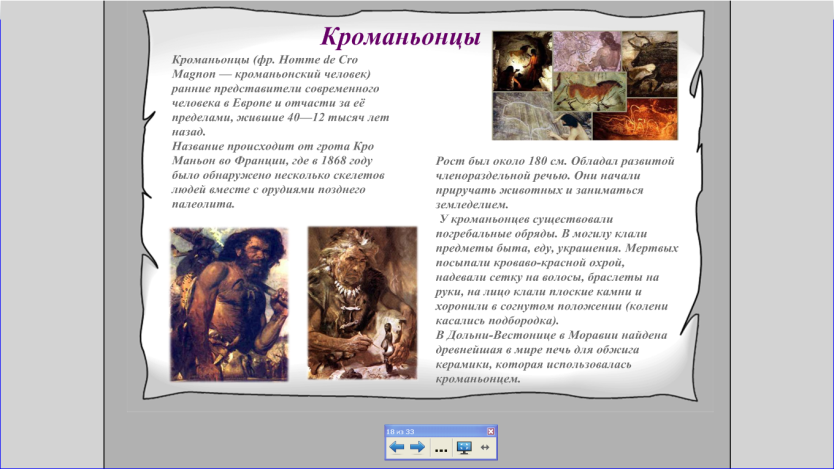 Кроманьонцы
Кроманьонцы (фр. Homme de Cro
Magnon — кроманьонский человек)
ранние представители современного
человека в Европе и отчасти за её
пределами, жившие 40—12 тысяч лет
назад.
Название происходит от грота Кро
Маньон во Франции, где в 1868 году
было обнаружено несколько скелетов
людей вместе с орудиями позднего
палеолита.
Рост был около 180 см. Обладал развитой
членораздельной речью. Они начали
приручать животных и заниматься
земледелием.
У кроманьонцев существовали
погребальные обряды. В могилу клали
предметы быта, еду, украшения. Мертвых
посыпали кроваво-красной охрой,
надевали сетку на волосы, браслеты на
руки, на лицо клали плоские камни и
хоронили в согнутом положении (колени
касались подбородка).
В Дольни-Вестонице в Моравии найдена
древнейшая в мире печь для обжига
керамики, которая использовалась
кроманьонцем.
18 из 33